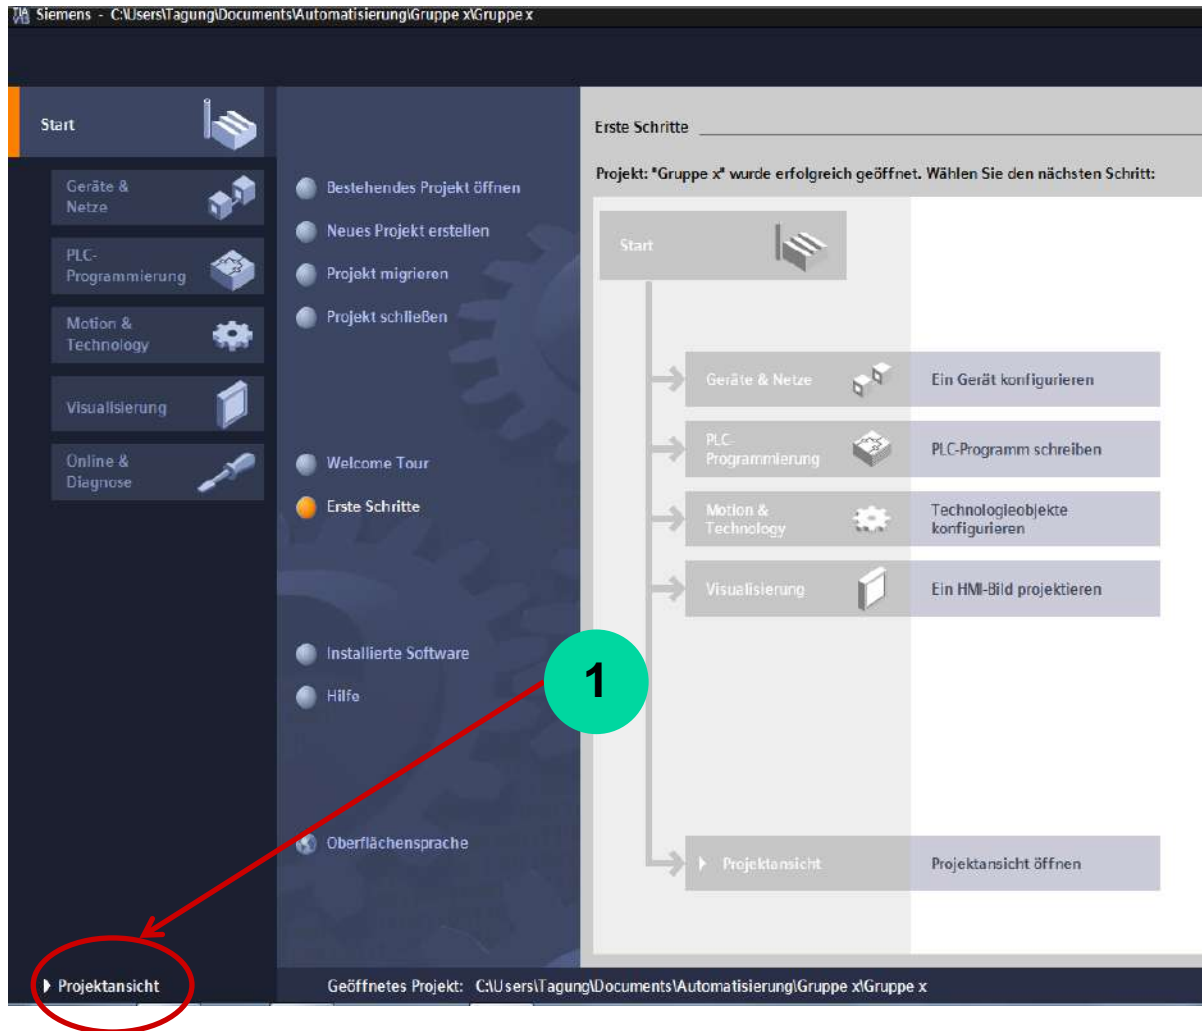 Siemens - C:\Users\Tagung\Documents\Automatisierung\Gruppe x\Gruppe x
Start
Geräte &
Netze
PLC-
Programmierung
Motion &
Technology
Visualisierung
Online &
Diagnose
Bestehendes Projekt öffnen
Neues Projekt erstellen
Projekt migrieren
Projekt schließen
Welcome Tour
Erste Schritte
Installierte Software
Hilfe
Oberflächensprache
Erste Schritte
Projekt: "Gruppe x" wurde erfolgreich geöffnet. Wählen Sie den nächsten Schritt:
Start
Geräte & Netze
Ein Gerät konfigurieren
PLC-
Programmierung
PLC-Programm schreiben
Motion &
Technology
Technologieobjekte
konfigurieren
Visualisierung
Ein HMI-Bild projektieren
1
Projektansicht
Projektansicht öffnen
Projektansicht
Geöffnetes Projekt: C:\Users\Tagung\Documents\Automatisierung\Gruppe x\Gruppe x